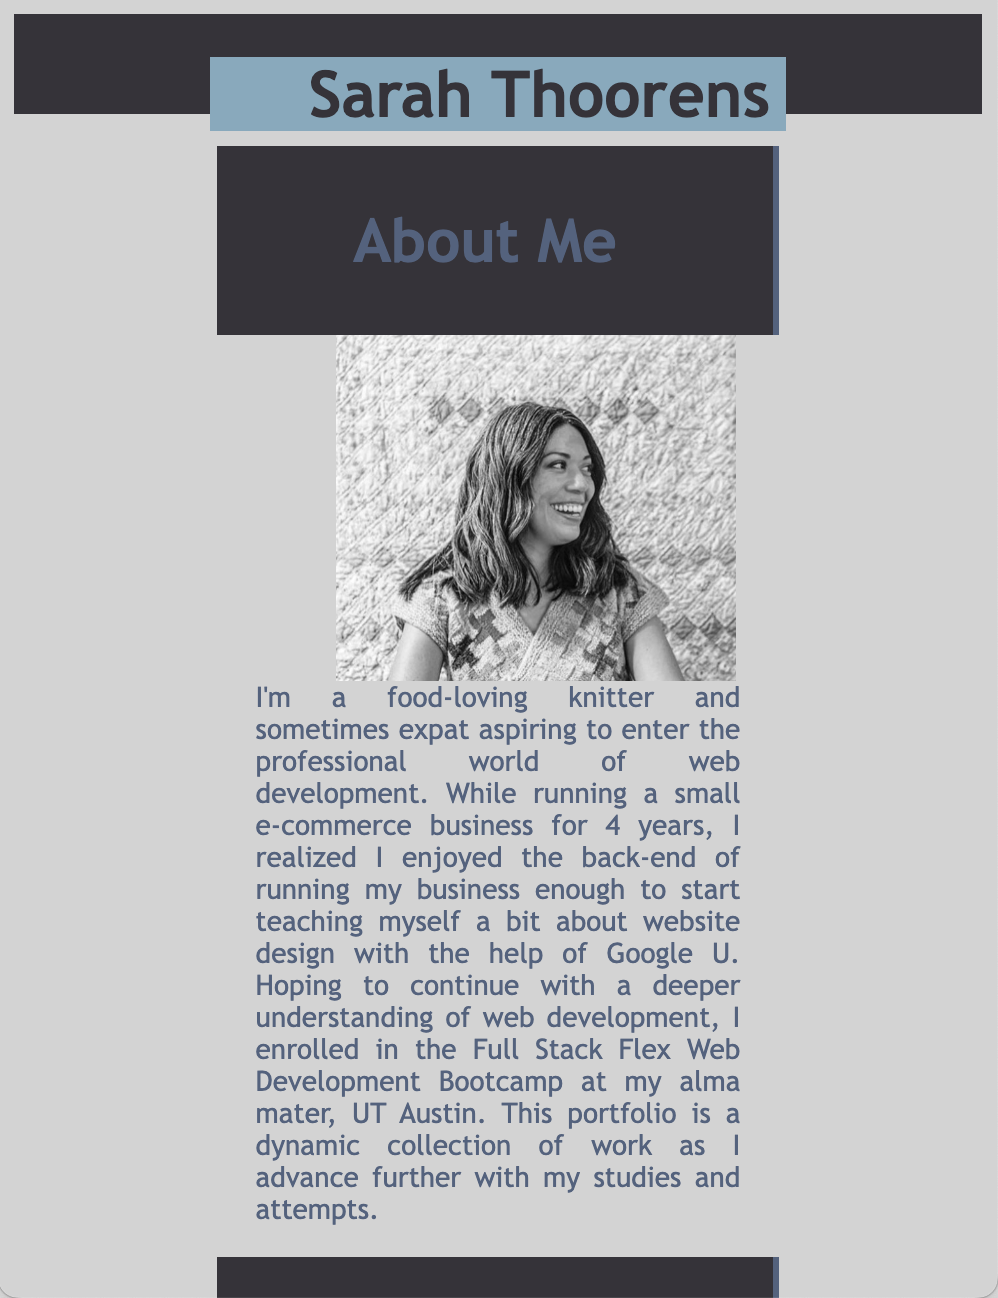 Sarah Thoorens
About Me
I'm a food-loving knitter and
sometimes expat aspiring to enter the
professional world of web
development. While running a small
e-commerce business for 4 years, I
realized I enjoyed the back-end of
running my business enough to start
teaching myself a bit about website
design with the help of Google U.
Hoping to continue with a deeper
understanding of web development, I
enrolled in the Full Stack Flex Web
Development Bootcamp at my alma
mater, UT Austin. This portfolio is a
dynamic collection of work as I
advance further with my studies and
attempts.